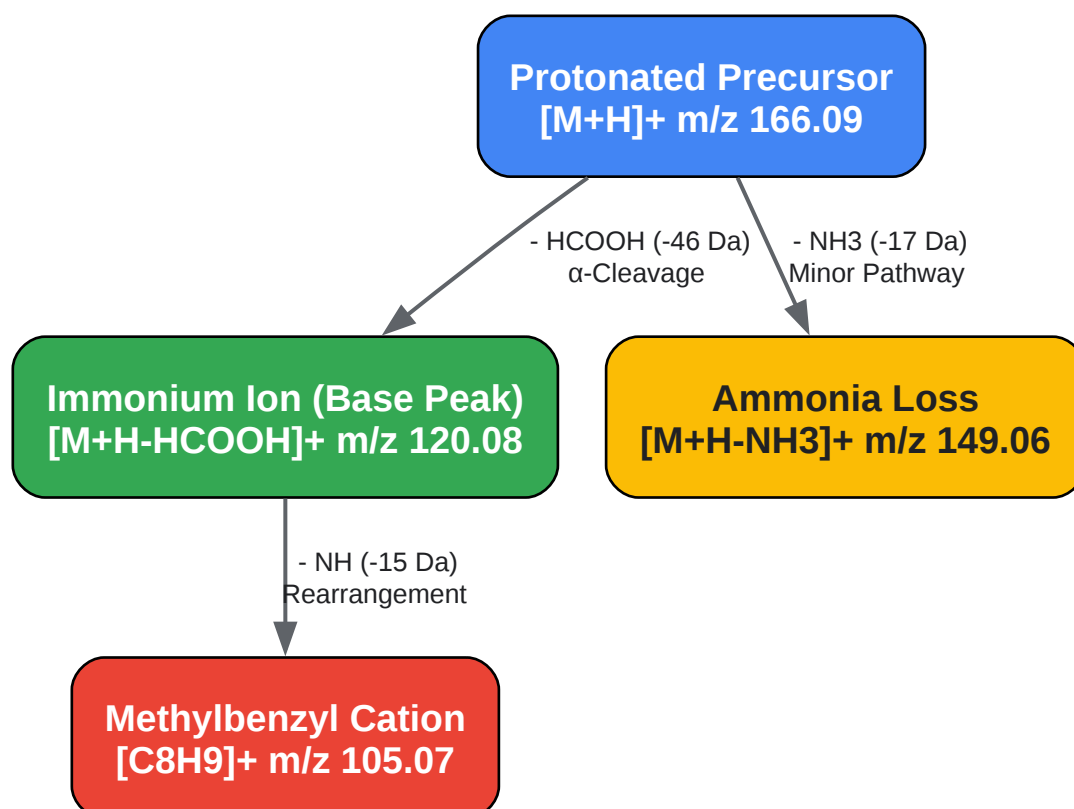 Protonated Precursor
[M+H]+ m/z 166.09
- HCOOH (-46 Da)
α-Cleavage
- NH3 (-17 Da)
Minor Pathway
Immonium Ion (Base Peak)
[M+H-HCOOH]+ m/z 120.08
Ammonia Loss
[M+H-NH3]+ m/z 149.06
- NH (-15 Da)
Rearrangement
Methylbenzyl Cation
[C8H9]+ m/z 105.07